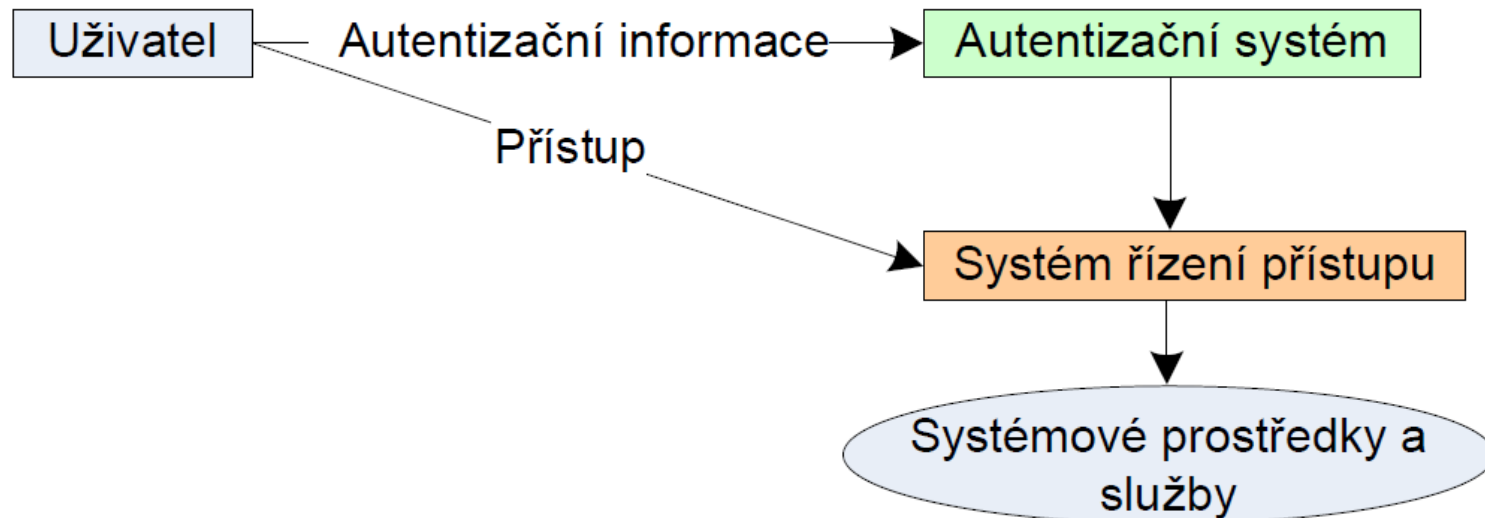 Uživatel
Autentizační informace
Autentizační systém
Přístup
Systém řízení přístupu
Systémové prostředky a
služby